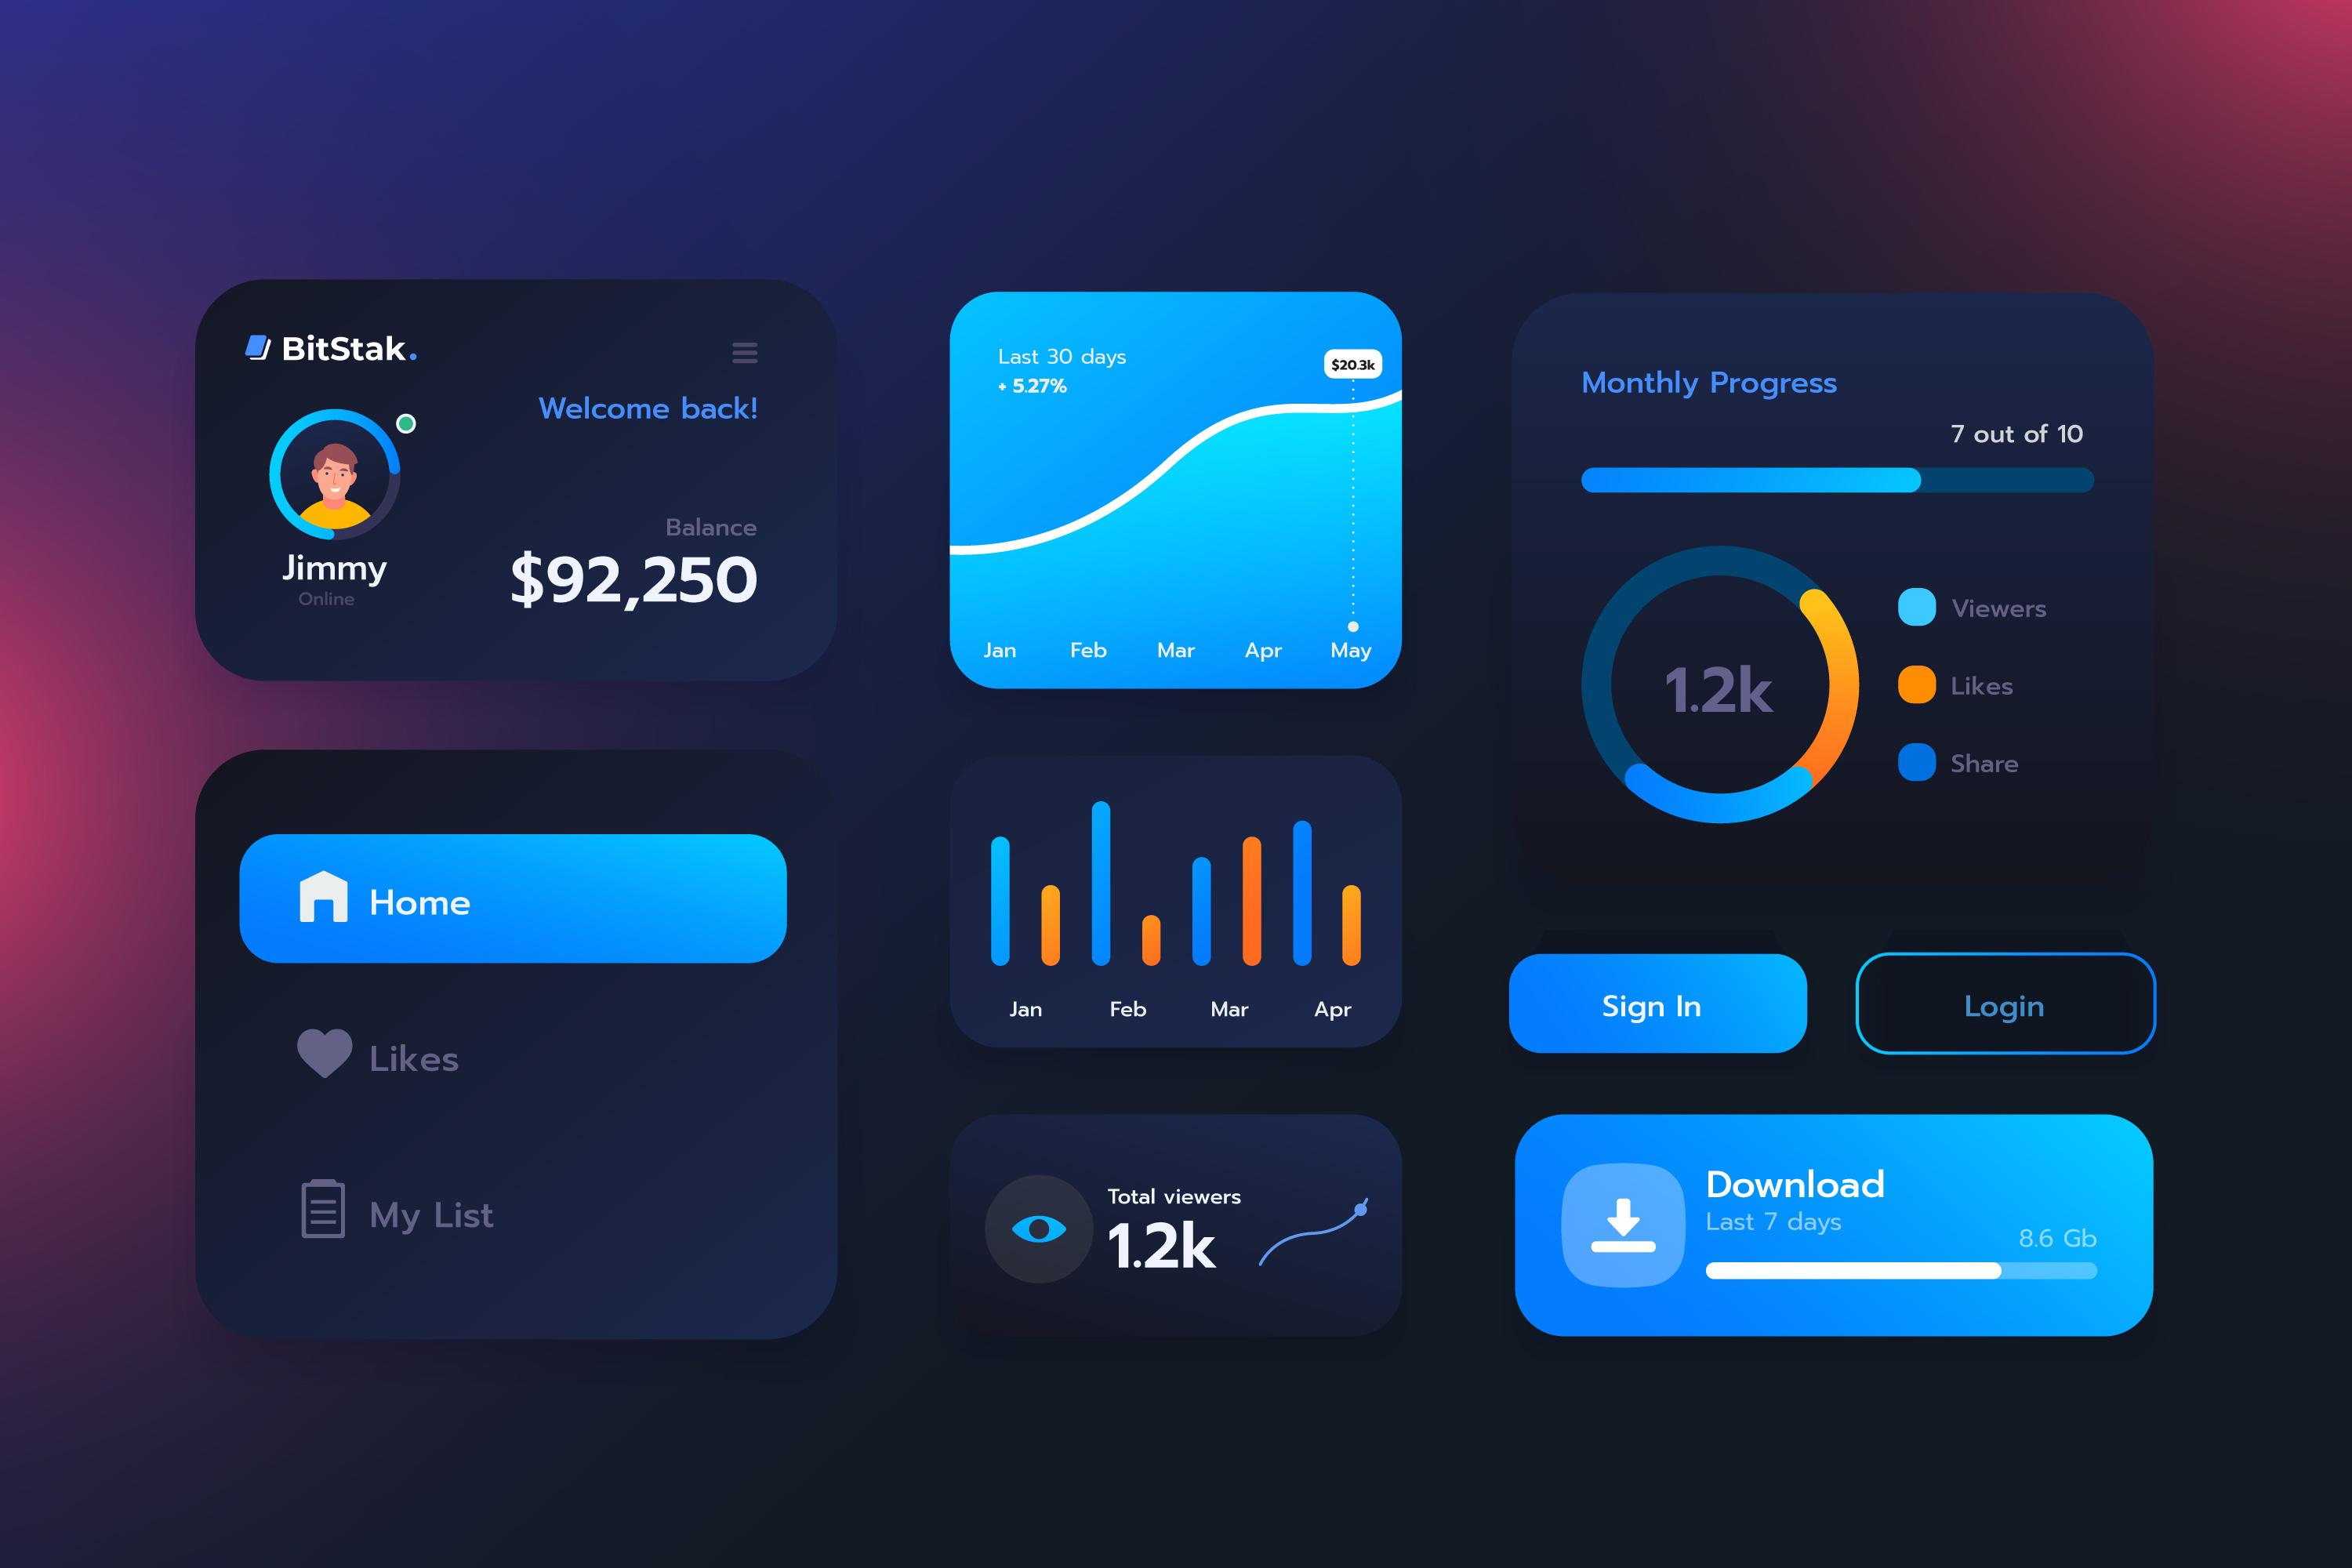 BitStak.
Welcome back!
Jimmy
Online
Balance
$92,250
Home
Likes
My List
Last 30 days
+ 5.27%
$20.3k
Jan Feb Mar Apr May
Jan Feb Mar Apr
Total viewers
1.2k
Monthly Progress
7 out of 10
1.2k
Viewers
Likes
Share
Sign In
Login
Download
Last 7 days
8.6 Gb